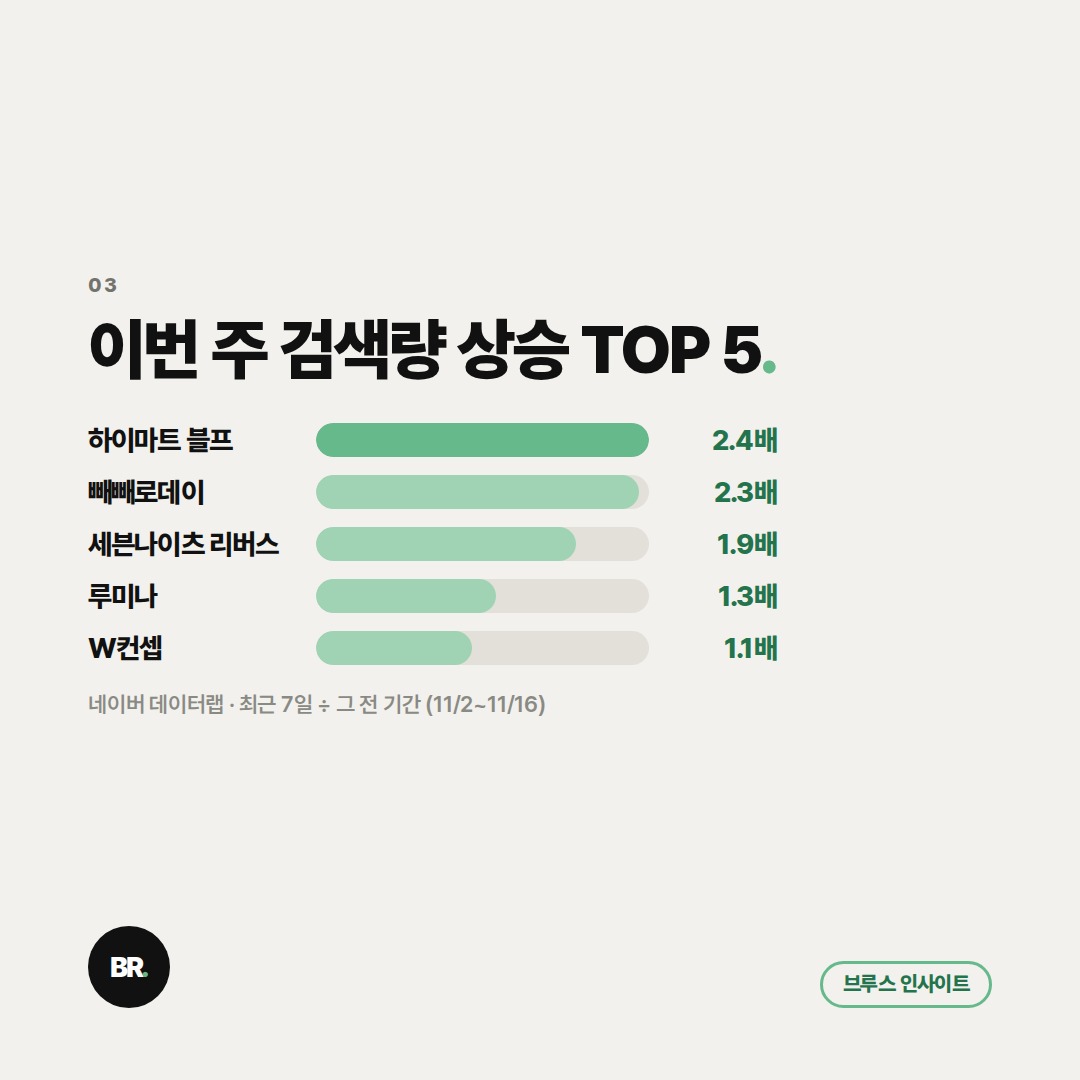 03
이번 주 검색량 상승 TOP 5.
하이마트 블프 2.4배
빼빼로데이 2.3배
세븐나이츠 리버스 1.9배
루미나 1.3배
W컨셉 1.1배
네이버 데이터랩 · 최근 7일 ÷ 그 전 기간 (11/2~11/16)
BR.
브루스 인사이트